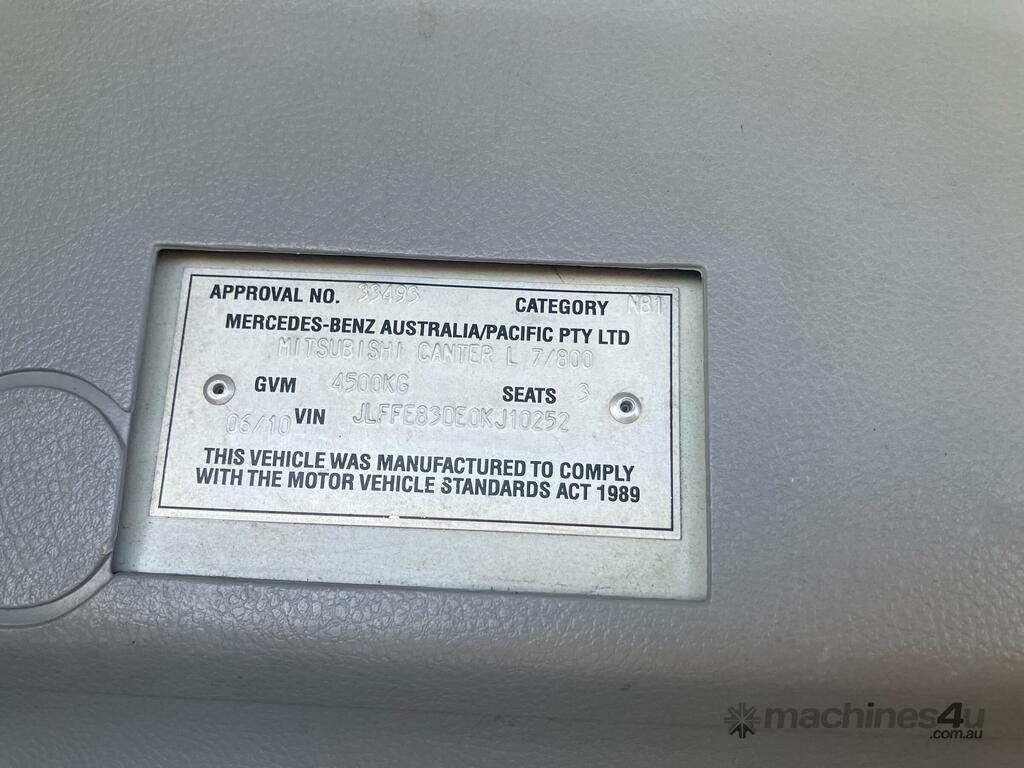 APPROVAL NO. 33493 CATEGORY NB1
MERCEDES-BENZ AUSTRALIA/PACIFIC PTY LTD
MITSUBISHI CANTER L 7/800
GVM 4500KG SEATS 3
06/10 VIN JLFFE83DE0KJ10252
THIS VEHICLE WAS MANUFACTURED TO COMPLY
WITH THE MOTOR VEHICLE STANDARDS ACT 1989
machines4u
.com.au